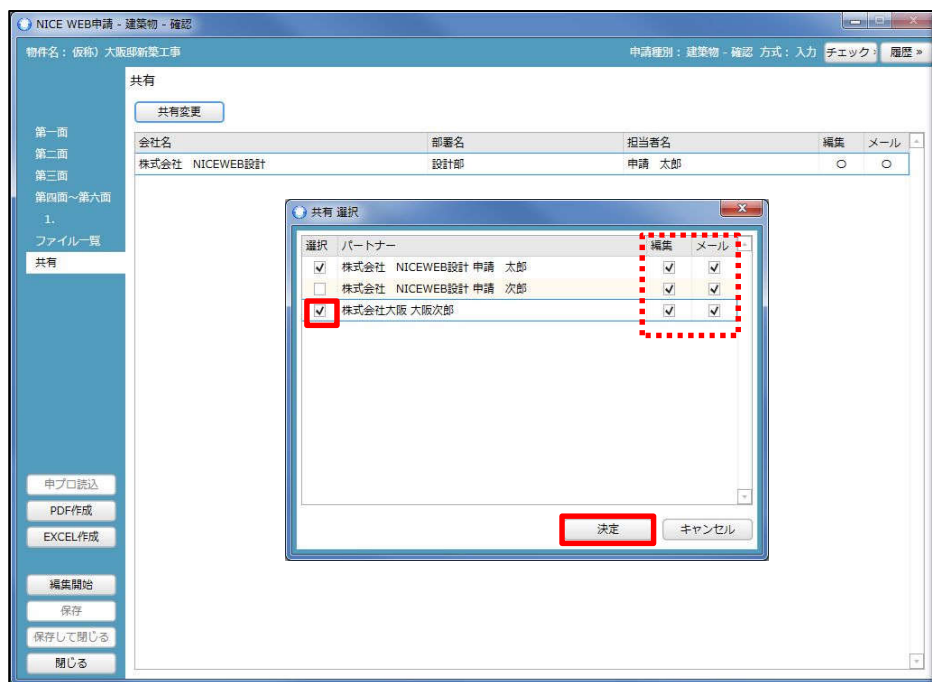 NICE WEB申請 - 建築物 - 確認
物件名： 仮称）大阪邸新築工事 申請種別： 建築物 - 確認 方式： 入力 チェック» 履歴 »
共有
共有変更
会社名 部署名 担当者名 編集 メール
株式会社　NICEWEB設計 設計部 申請　太郎 ○ ○
第一面
第二面
第三面
第四面～第六面
1.
ファイル一覧
共有
共有 選択
選択 パートナー 編集 メール
株式会社　NICEWEB設計 申請　太郎
株式会社　NICEWEB設計 申請　次郎
株式会社大阪 大阪次郎
決定 キャンセル
申プロ読込
PDF作成
EXCEL作成
編集開始
保存
保存して閉じる
閉じる